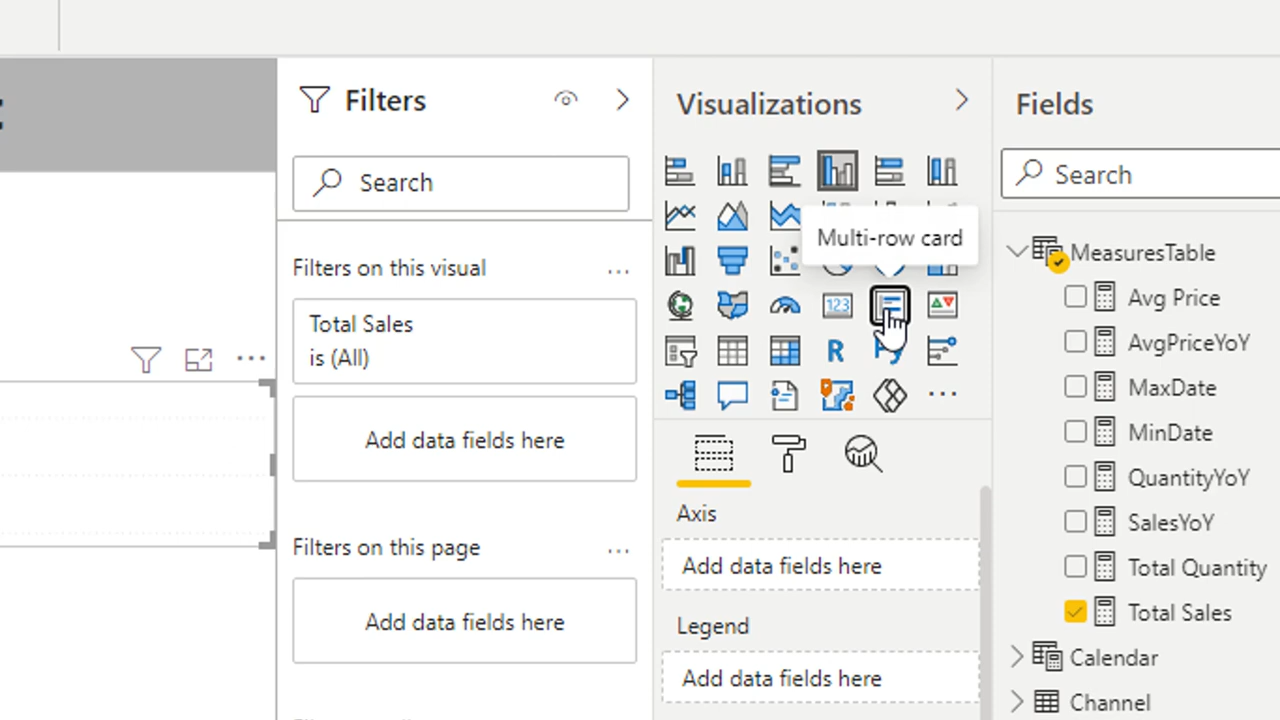 Filters
Search
Filters on this visual
...
Total Sales
is (All)
Add data fields here
Filters on this page
...
Add data fields here
Visualizations
Multi-row card
123
R
Py
Axis
Add data fields here
Legend
Add data fields here
Fields
Search
MeasuresTable
Avg Price
AvgPriceYoY
MaxDate
MinDate
QuantityYoY
SalesYoY
Total Quantity
Total Sales
Calendar
Channel